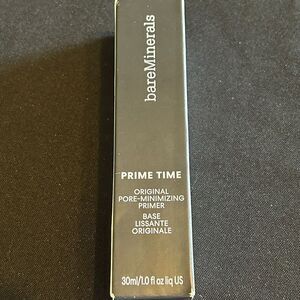 bareMinerals
PRIME TIME
ORIGINAL
PORE-MINIMIZING
PRIMER
BASE
LISSANTE
ORIGINALE
30ml/1.0 fl oz liq US